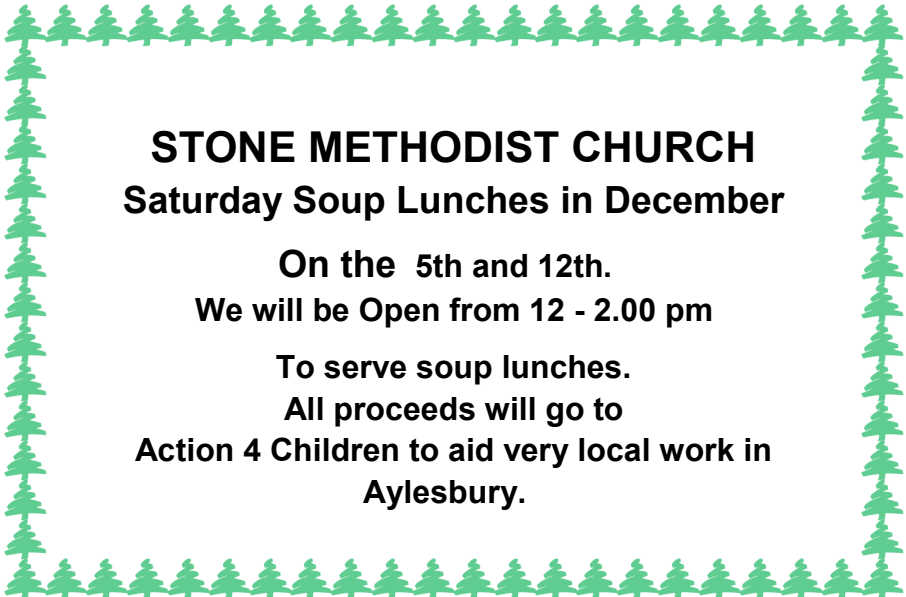 STONE METHODIST CHURCH
Saturday Soup Lunches in December
On the 5th and 12th.
We will be Open from 12 - 2.00 pm
To serve soup lunches.
All proceeds will go to
Action 4 Children to aid very local work in
Aylesbury.